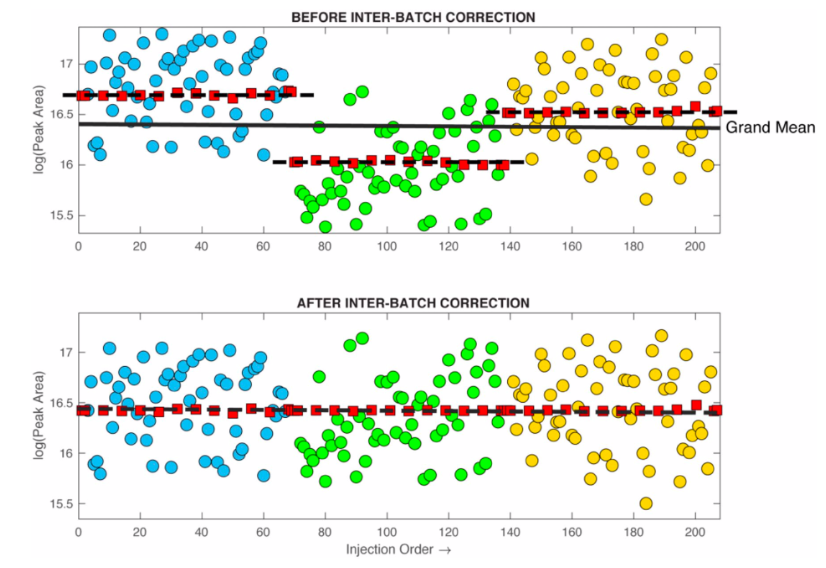 BEFORE INTER-BATCH CORRECTION
17
16.5
16
15.5
log(Peak Area)
Grand Mean
0 20 40 60 80 100 120 140 160 180 200
AFTER INTER-BATCH CORRECTION
17
16.5
16
15.5
log(Peak Area)
0 20 40 60 80 100 120 140 160 180 200
Injection Order →